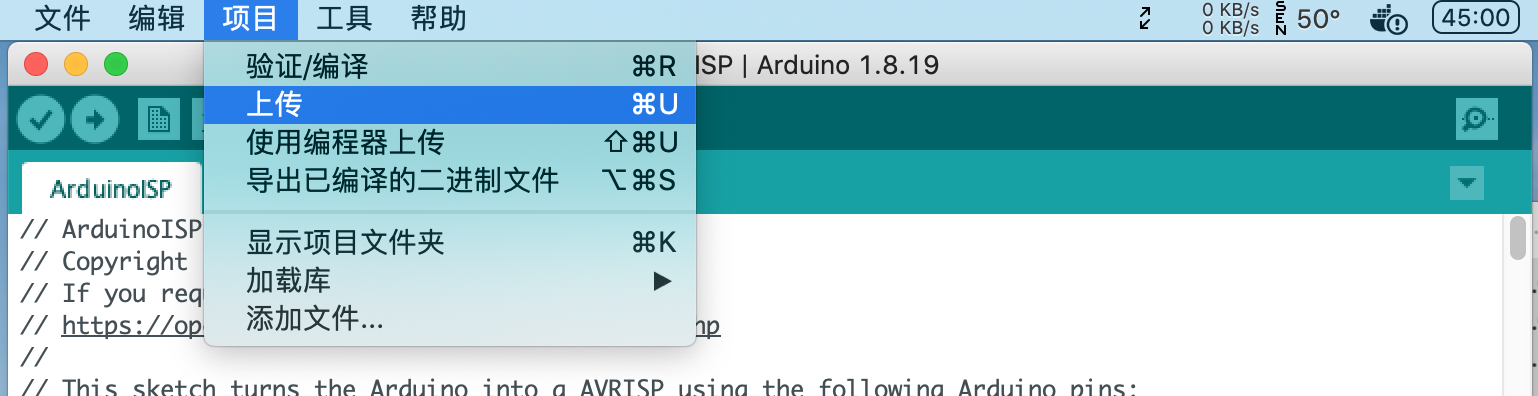 文件 编辑 项目 工具 帮助 0 KB/s 0 KB/s SEN 50° 45:00
ISP | Arduino 1.8.19
验证/编译 ⌘R
上传 ⌘U
使用编程器上传 ⇧⌘U
导出已编译的二进制文件 ⌥⌘S
显示项目文件夹 ⌘K
加载库 ▶
添加文件...
ArduinoISP
// ArduinoISP
// Copyright
// If you req
// https://op
//
// This sketch turns the Arduino into a AVRISP using the following Arduino pins: